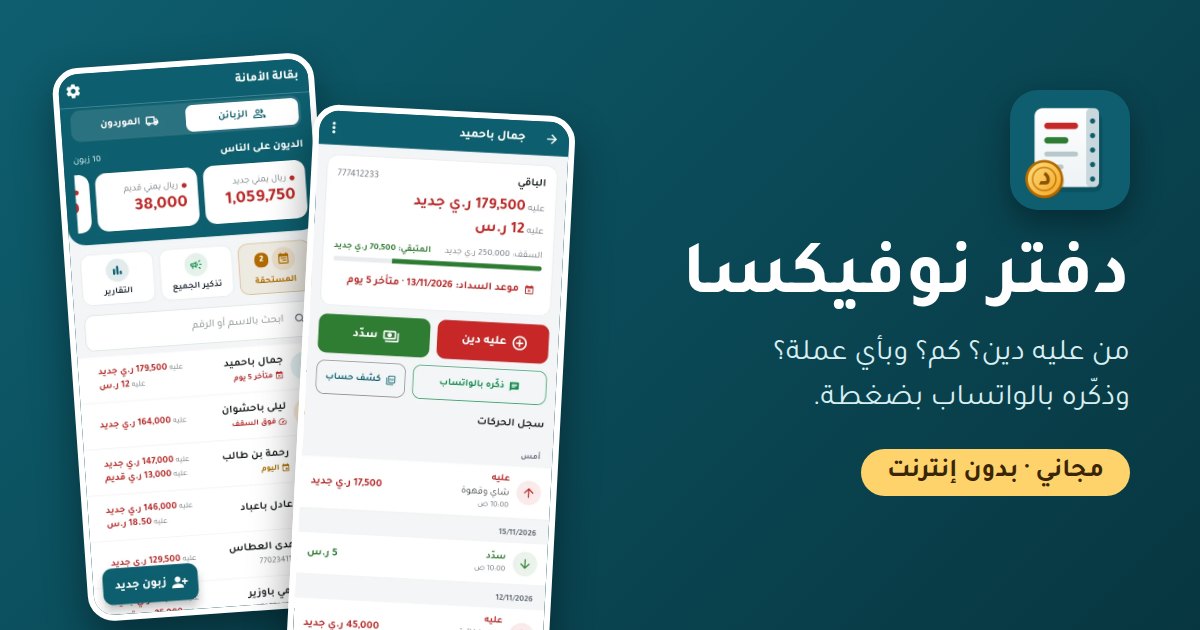 دفتر نوفيكسا
من عليه دين؟ كم؟ وبأي عملة؟
وذكّره بالواتساب بضغطة.
مجاني · بدون إنترنت
جمال باحميد
الباقي
777412233
عليه 179,500 ر.ي جديد
عليه 12 ر.س
السقف: 250,000 ر.ي جديد
المتبقي: 70,500 ر.ي جديد
موعد السداد: 13/11/2026 · متأخر 5 يوم
عليه دين
سدّد
ذكّره بالواتساب
كشف حساب
سجل الحركات
أمس
عليه
شاي وقهوة
10:00 ص
17,500 ر.ي جديد
15/11/2026
سدّد
10:00 ص
5 ر.س
12/11/2026
عليه
45,000 ر.ي جديد
بقالة الأمانة
الزبائن
الموردون
الديون على الناس
10 زبون
ريال يمني جديد
1,059,750
ريال يمني قديم
38,000
2
المستحقة
تذكير الجميع
التقارير
ابحث بالاسم أو الرقم
جمال باحميد
متأخر 5 يوم
عليه 179,500 ر.ي جديد
عليه 12 ر.س
ليلى باحشوان
فوق السقف
عليه 164,000 ر.ي جديد
رحمة بن طالب
اليوم
عليه 147,000 ر.ي جديد
عليه 13,000 ر.ي قديم
عادل باعباد
عليه 146,000 ر.ي جديد
عليه 18.50 ر.س
العطاس
عليه 129,500 ر.ي جديد
باوزير
زبون جديد